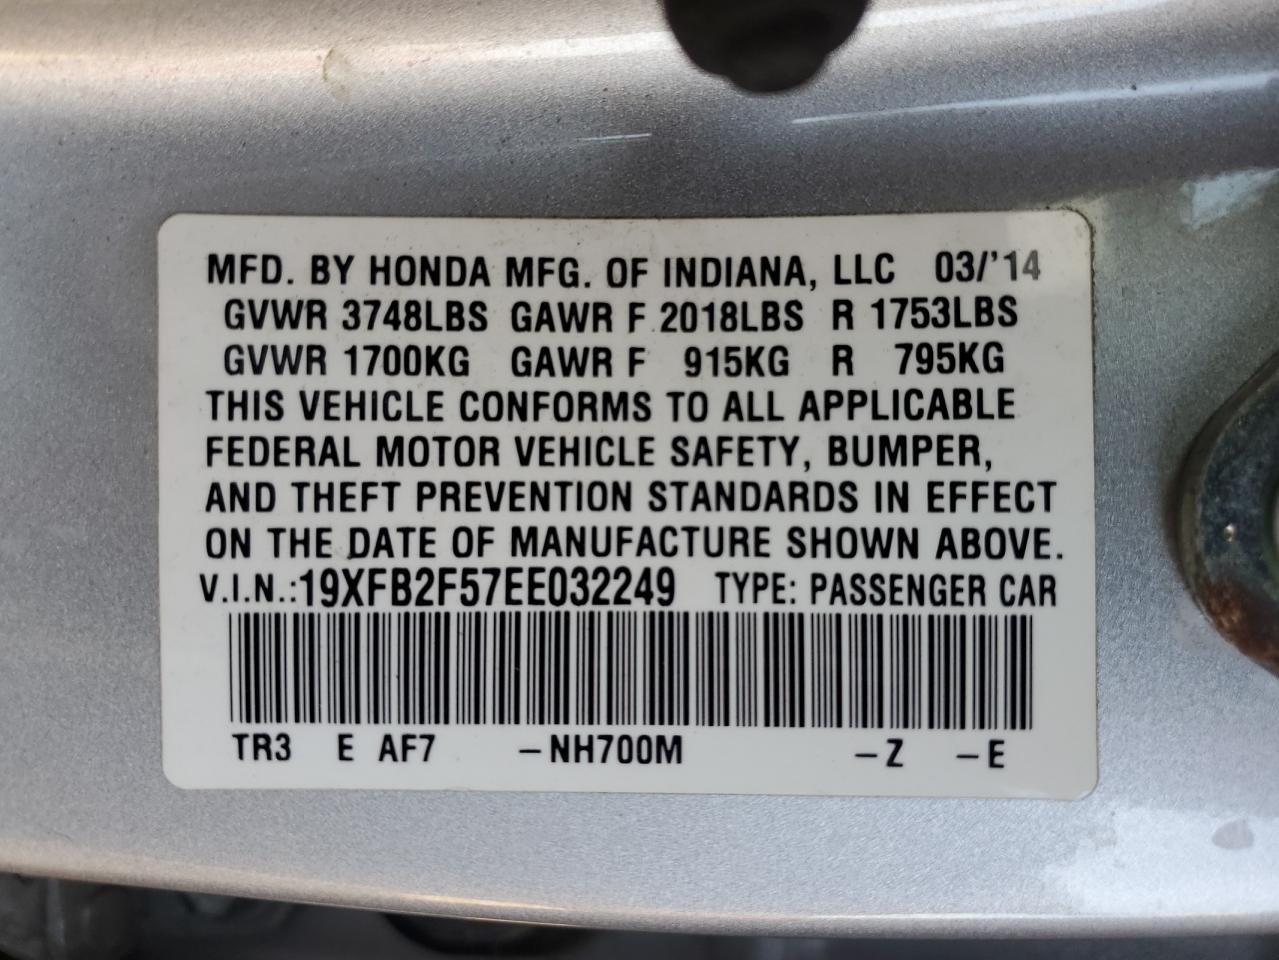 MFD. BY HONDA MFG. OF INDIANA, LLC 03/'14
GVWR 3748LBS GAWR F 2018LBS R 1753LBS
GVWR 1700KG GAWR F 915KG R 795KG
THIS VEHICLE CONFORMS TO ALL APPLICABLE
FEDERAL MOTOR VEHICLE SAFETY, BUMPER,
AND THEFT PREVENTION STANDARDS IN EFFECT
ON THE DATE OF MANUFACTURE SHOWN ABOVE.
V.I.N.:19XFB2F57EE032249 TYPE: PASSENGER CAR
TR3 E AF7 –NH700M –Z –E